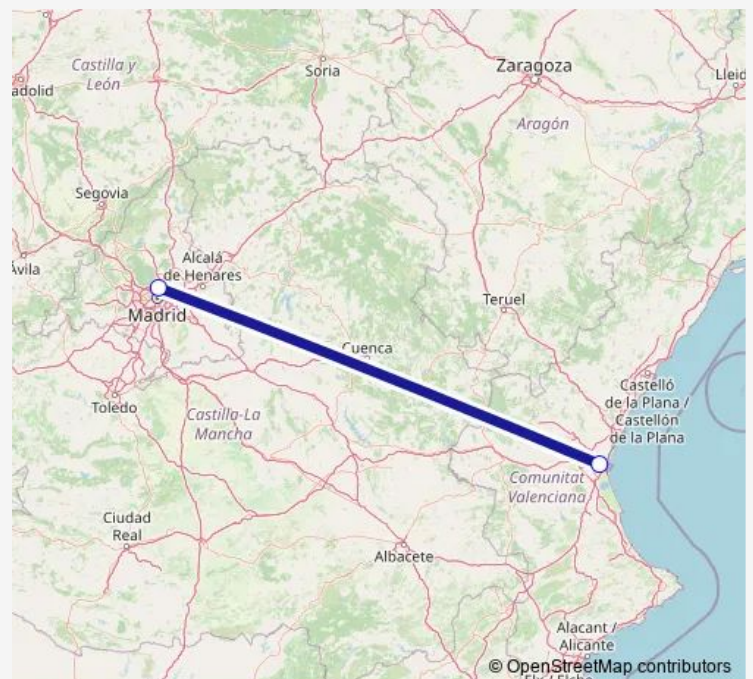 Castilla y
León
Soria
Zaragoza
Lleid
adolid
Aragón
Segovia
Alcalá
de Henares
Ávila
Teruel
Madrid
Cuenca
Castelló
de la Plana /
Castellón
de la Plana
Toledo
Castilla-La
Mancha
Comunitat
Valenciana
Ciudad
Real
Albacete
Alacant /
Alicante
© OpenStreetMap contributors